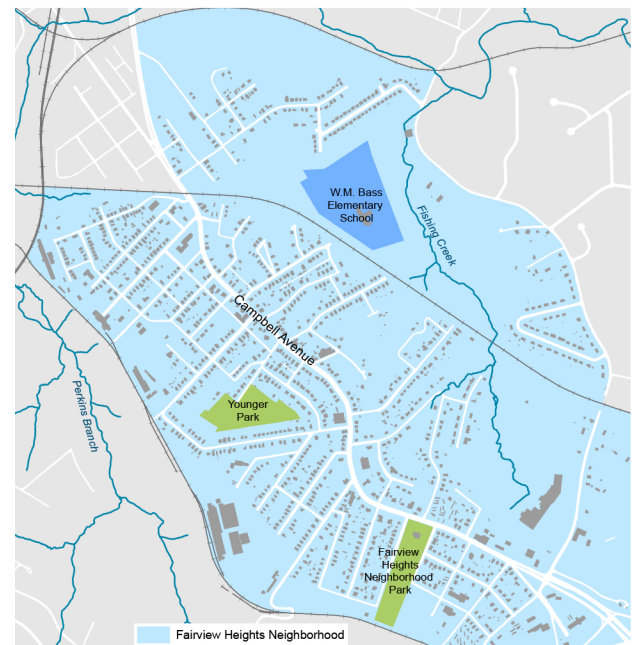 W.M. Bass
Elementary
School
Fishing Creek
Campbell Avenue
Perkins Branch
Younger
Park
Fairview
Heights
Neighborhood
Park
Fairview Heights Neighborhood